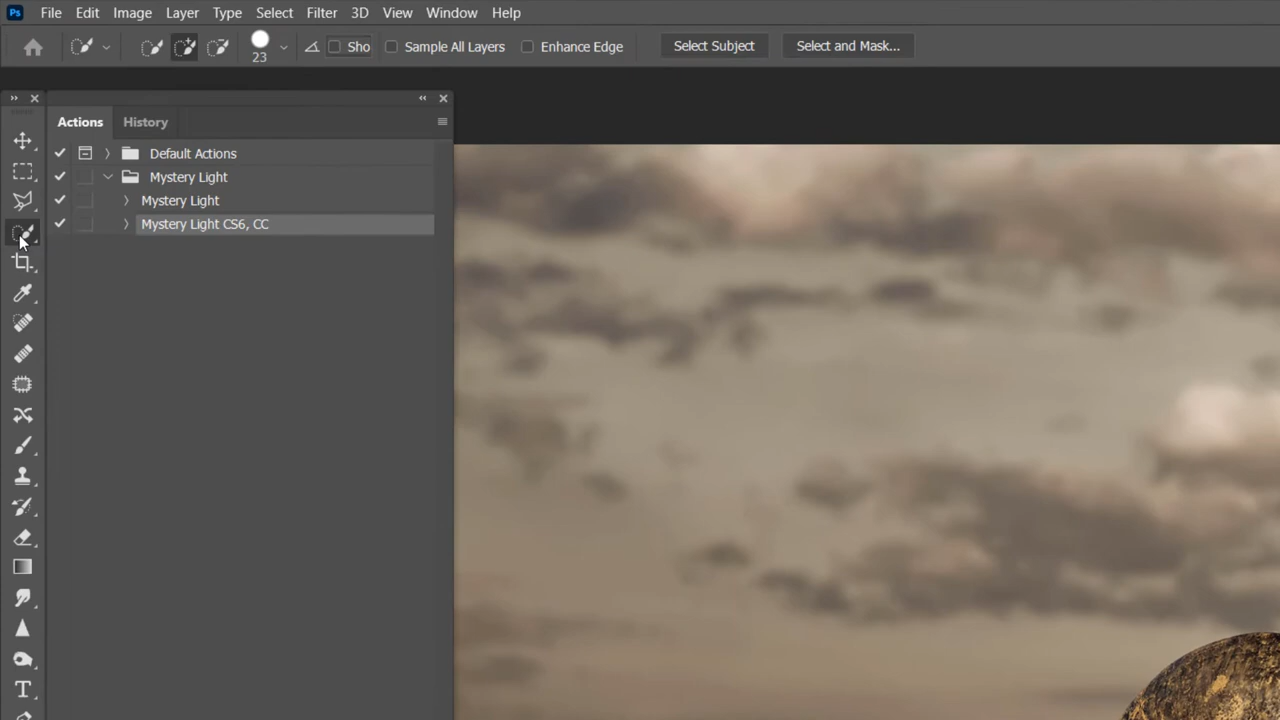 Ps File Edit Image Layer Type Select Filter 3D View Window Help
23 Sho Sample All Layers Enhance Edge Select Subject Select and Mask...
Actions History
Default Actions
Mystery Light
Mystery Light
Mystery Light CS6, CC